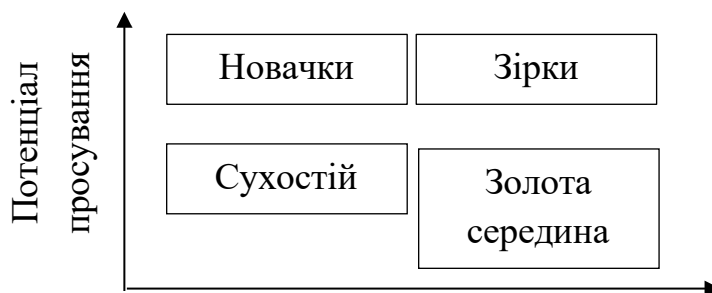 Потенціал
просування
Новачки
Зірки
Сухостій
Золота
середина